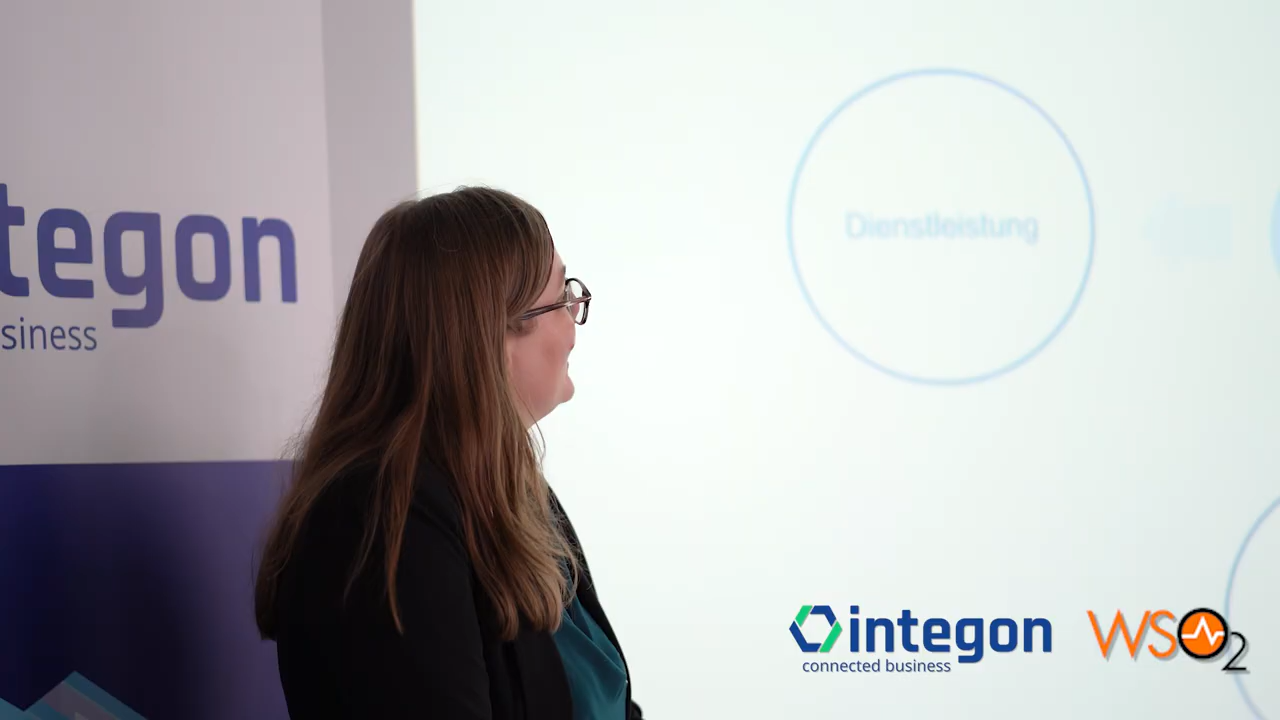 tegon
siness
Dienstleistung
integon
connected business
WSO2